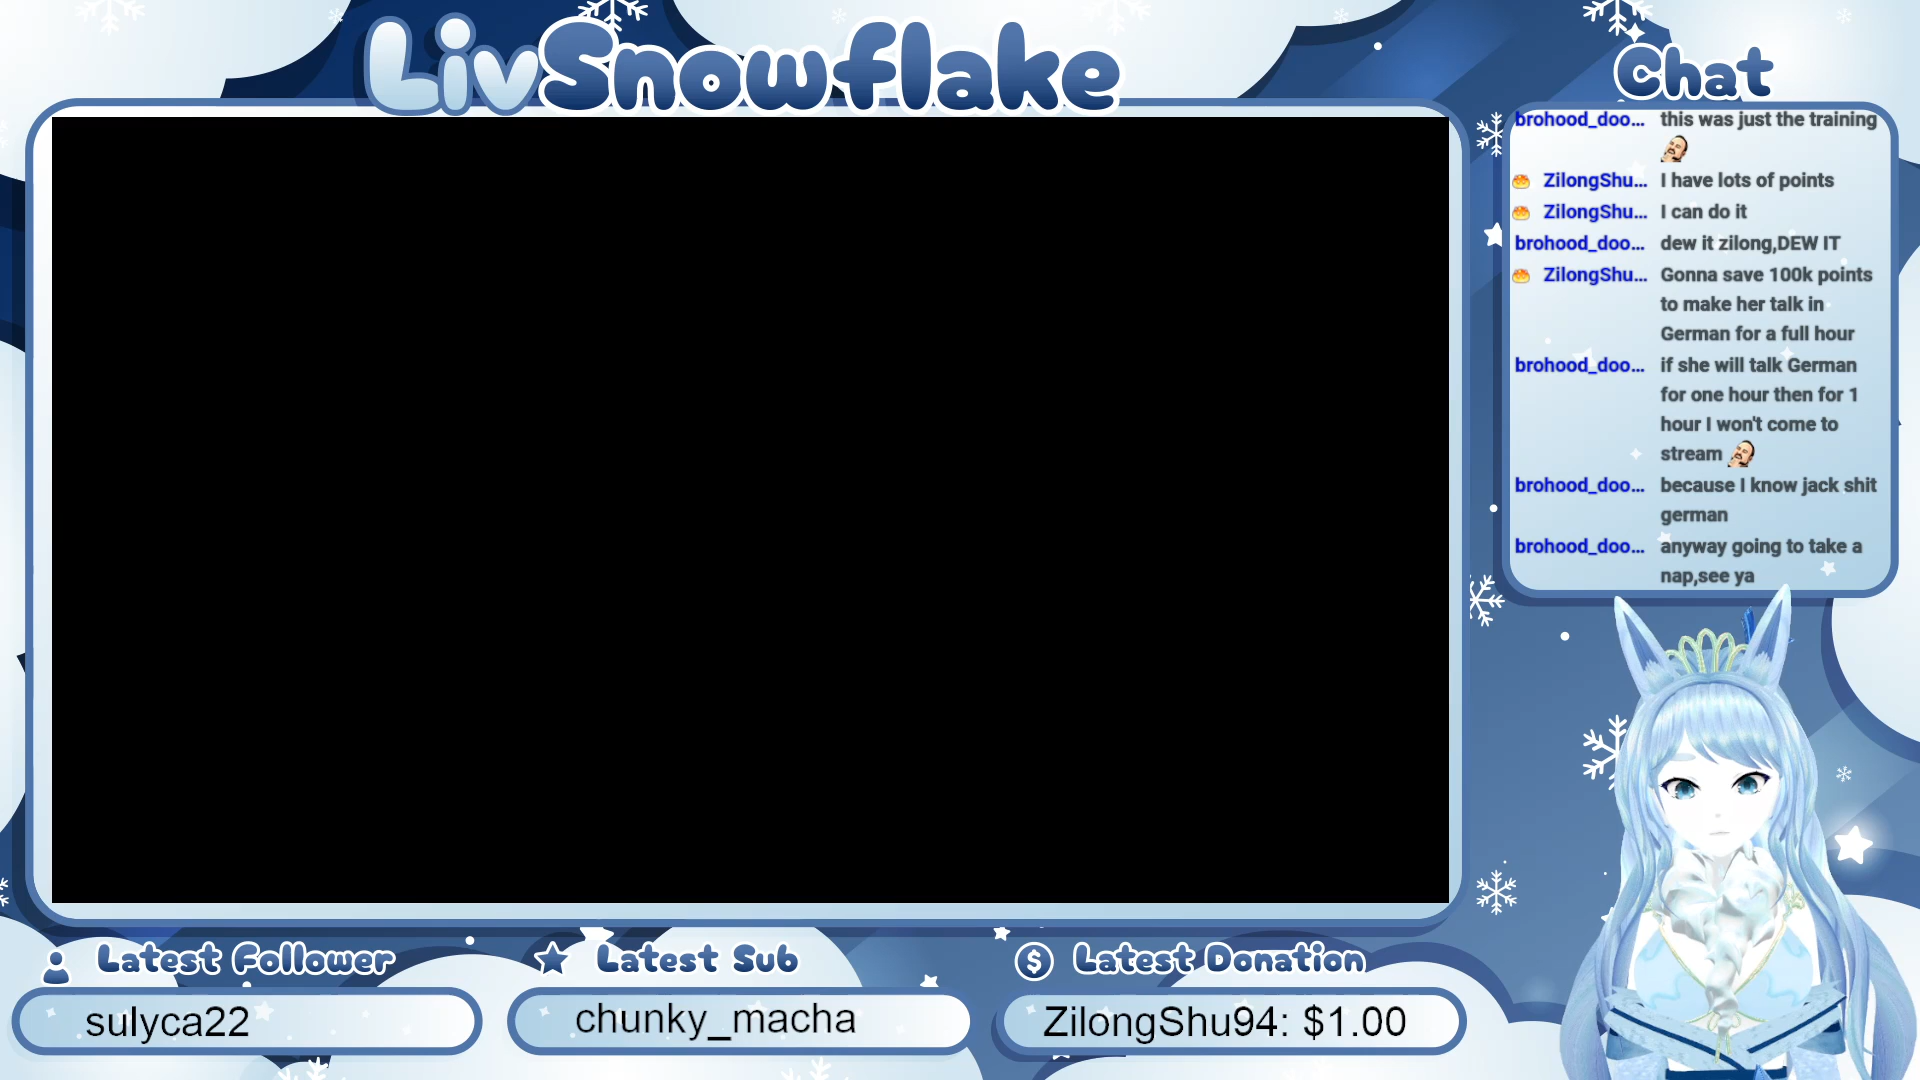 LivSnowflake
Chat
brohood_doo... this was just the training
ZilongShu... I have lots of points
ZilongShu... I can do it
brohood_doo... dew it zilong,DEW IT
ZilongShu... Gonna save 100k points
to make her talk in
German for a full hour
brohood_doo... if she will talk German
for one hour then for 1
hour I won't come to
stream
brohood_doo... because I know jack shit
german
brohood_doo... anyway going to take a
nap,see ya
Latest Follower
sulyca22
Latest Sub
chunky_macha
Latest Donation
ZilongShu94: $1.00